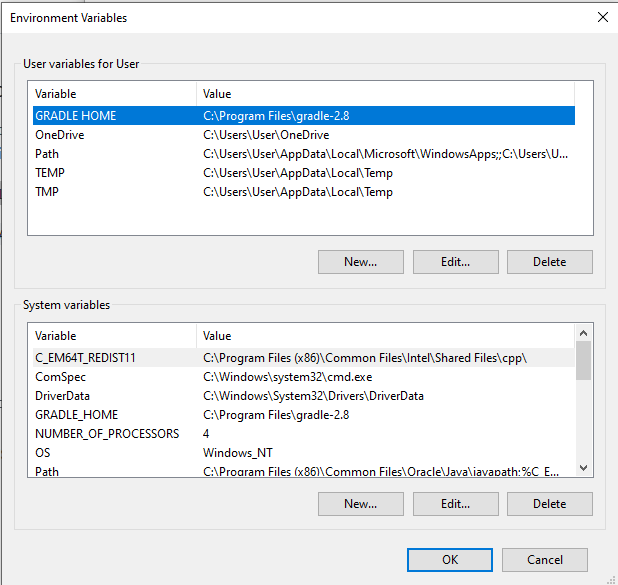 Environment Variables
User variables for User
Variable Value
GRADLE HOME C:\Program Files\gradle-2.8
OneDrive C:\Users\User\OneDrive
Path C:\Users\User\AppData\Local\Microsoft\WindowsApps;;C:\Users\U...
TEMP C:\Users\User\AppData\Local\Temp
TMP C:\Users\User\AppData\Local\Temp
New... Edit... Delete
System variables
Variable Value
C_EM64T_REDIST11 C:\Program Files (x86)\Common Files\Intel\Shared Files\cpp\
ComSpec C:\Windows\system32\cmd.exe
DriverData C:\Windows\System32\Drivers\DriverData
GRADLE_HOME C:\Program Files\gradle-2.8
NUMBER_OF_PROCESSORS 4
OS Windows_NT
Path C:\Program Files (x86)\Common Files\Oracle\Java\javapath;%C_E...
New... Edit... Delete
OK Cancel